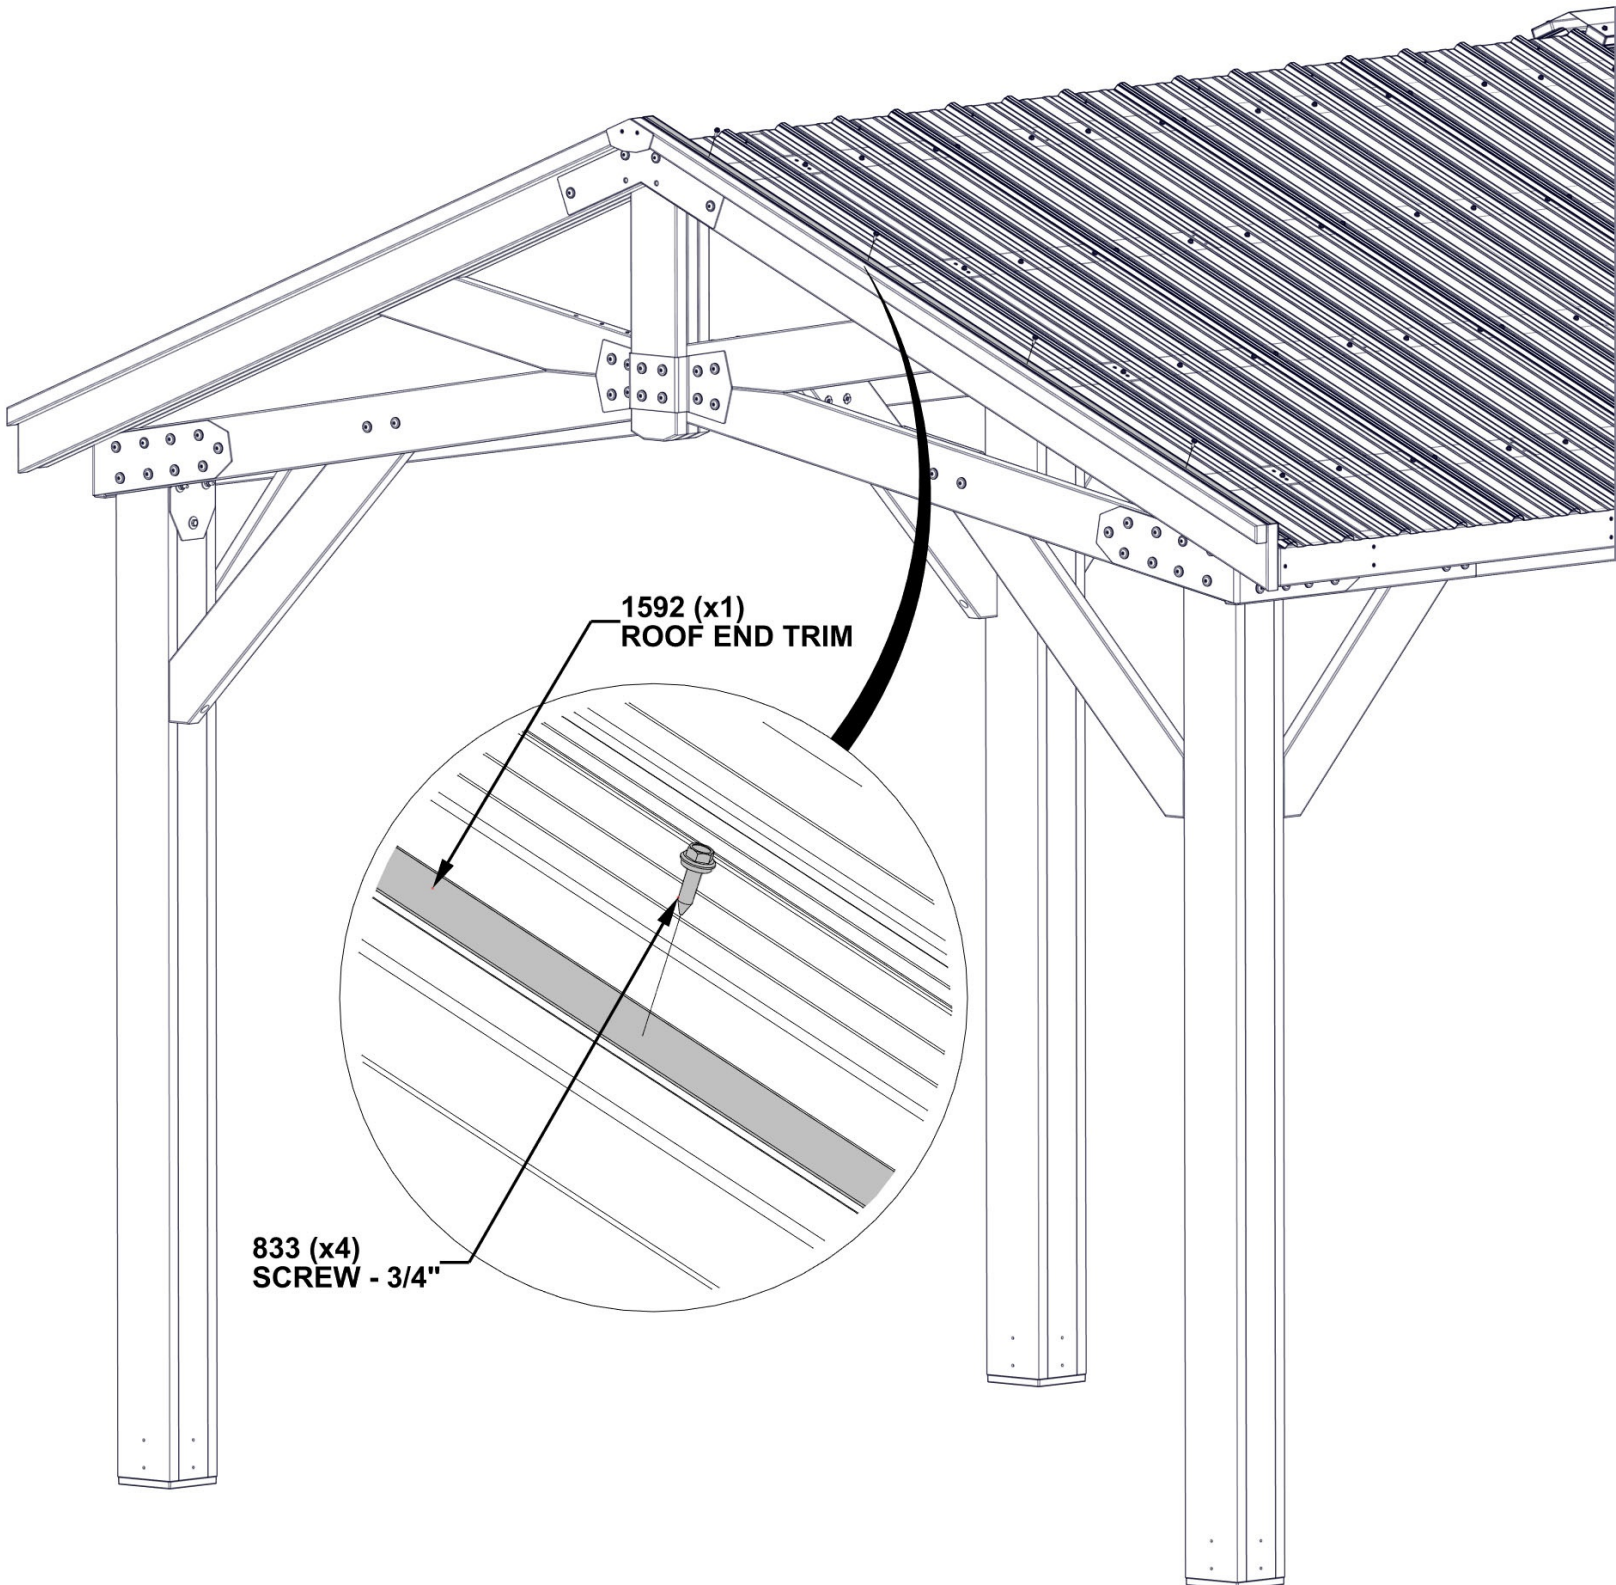 1592 (x1)
ROOF END TRIM
833 (x4)
SCREW - 3/4"